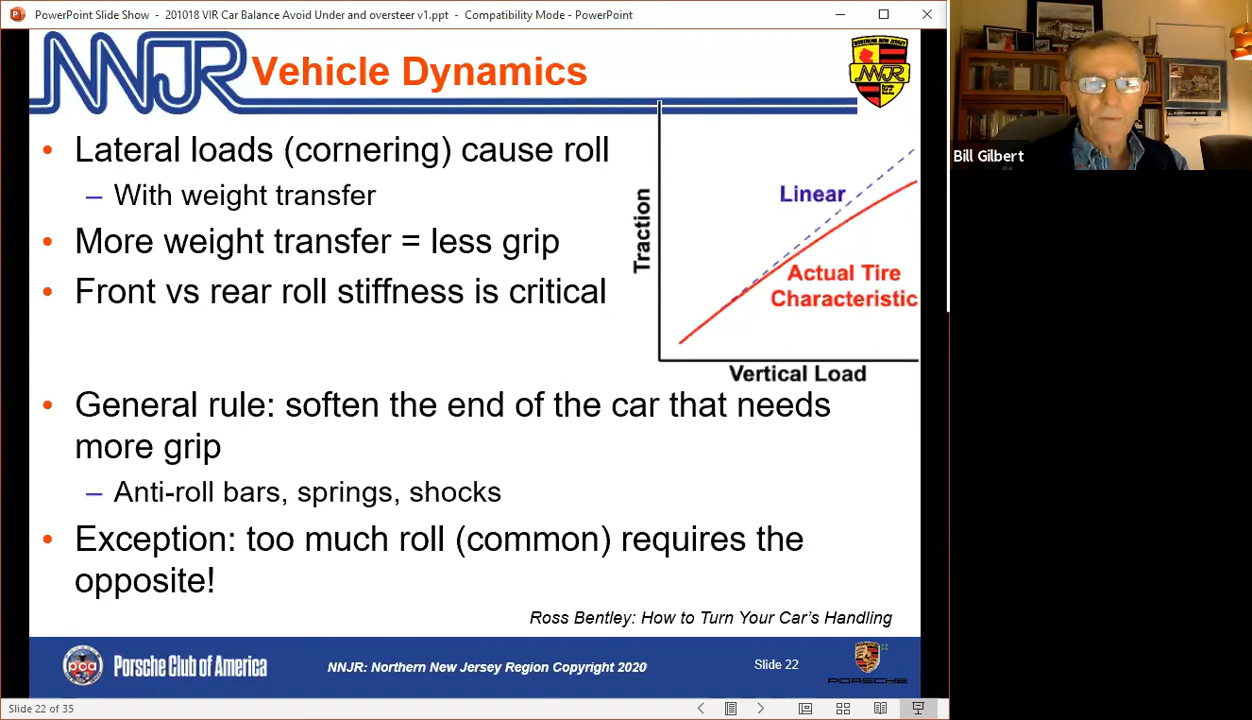 PowerPoint Slide Show - 201018 VIR Car Balance Avoid Under and oversteer v1.ppt - Compatibility Mode - PowerPoint
NNJR
Vehicle Dynamics
NNJR
• Lateral loads (cornering) cause roll
– With weight transfer
• More weight transfer = less grip
• Front vs rear roll stiffness is critical
Traction
Linear
Actual Tire
Characteristic
Vertical Load
• General rule: soften the end of the car that needs
more grip
– Anti-roll bars, springs, shocks
• Exception: too much roll (common) requires the
opposite!
Ross Bentley: How to Turn Your Car's Handling
pca
Porsche Club of America
NNJR: Northern New Jersey Region Copyright 2020
Slide 22
PORSCHE
Slide 22 of 35
Bill Gilbert